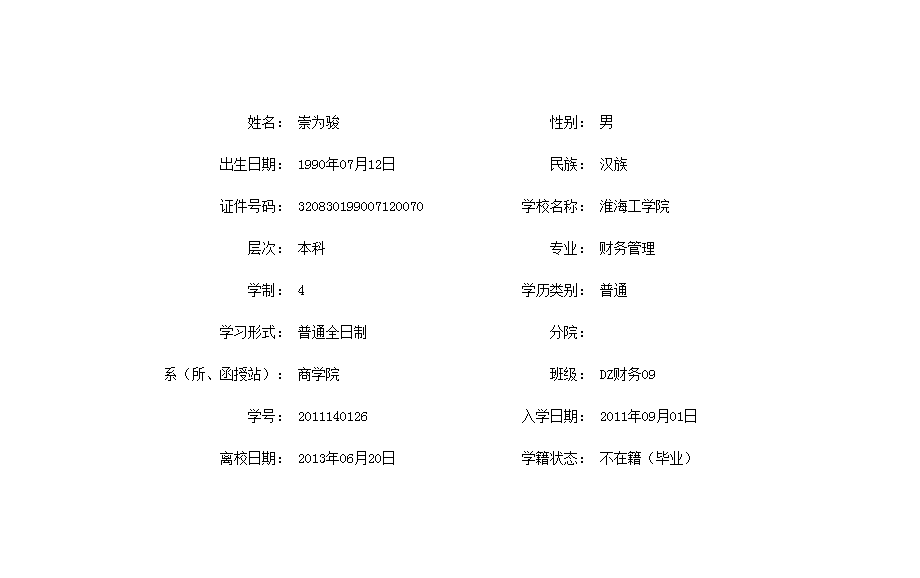 姓名： 崇为骏 性别： 男
出生日期： 1990年07月12日 民族： 汉族
证件号码： 320830199007120070 学校名称： 淮海工学院
层次： 本科 专业： 财务管理
学制： 4 学历类别： 普通
学习形式： 普通全日制 分院：
系（所、函授站）： 商学院 班级： DZ财务09
学号： 2011140126 入学日期： 2011年09月01日
离校日期： 2013年06月20日 学籍状态： 不在籍（毕业）